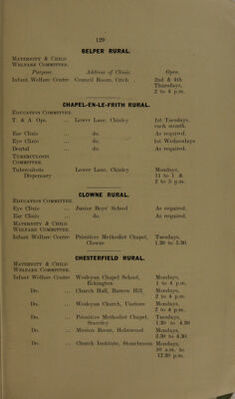 129
BELPER RURAL.
MATERNITY & CHILD
WELFARE COMMITTEE.
Purpose. Address of Clinic. Open.
Infant Welfare Centre Council Room, Crich . 2nd & 4th
Thursdays,
2 to 4 p.m.
CHAPEL-EN-LE-FRITH RURAL.
EDUCATION COMMITTEE.
T. & A. Ops. ... Lower Lane, Chinley 1st Tuesdays,
each month.
Ear Clinic ... do. As required.
Eye Clinic ... do. 1st Wednesdays
Dental ... do. As required.
TUBERCULOSIS
COMMITTEE
Tuberculosis Lower Lane, Chinley Mondays,
Dispensary 11 to 1 &
2 to 5 p.m.
CLOWNE RURAL.
EDUCATION COMMITTEE.
Eye Clinic ... Junior Boys' School As required.
Ear Clinic do. As required.
MATERNITY & CHILD
WELFARE COMMITTEE.
Infant Welfare Centre Primitive Methodist Chapel, Tuesdays,
Clowne 1.30 to 5.30
CHESTERFIELD RURAL.
MATERNITY & CHILD
WELFARE COMMITTEE.
Infant Welfare Centre Wesleyan Chapel School, Mondays,
Eckington 2 to 4 p.m.
Do. ... Church Hall, Barrow Hill Mondays,
2 to 4 p.m.
Do. ... Wesleyan Church, Unstone Mondays,
2 to 4 p.m.
Do. ... Primitive Methodist Chapel, Tuesdays,
Staveley 1.30 to 4.30
Do. ... Mission Room, Holmewood Mondays,
to 4.30
Do. ... Church Institute, Stonebroom Mondays,
10 a.m. to
12.30 p.m.